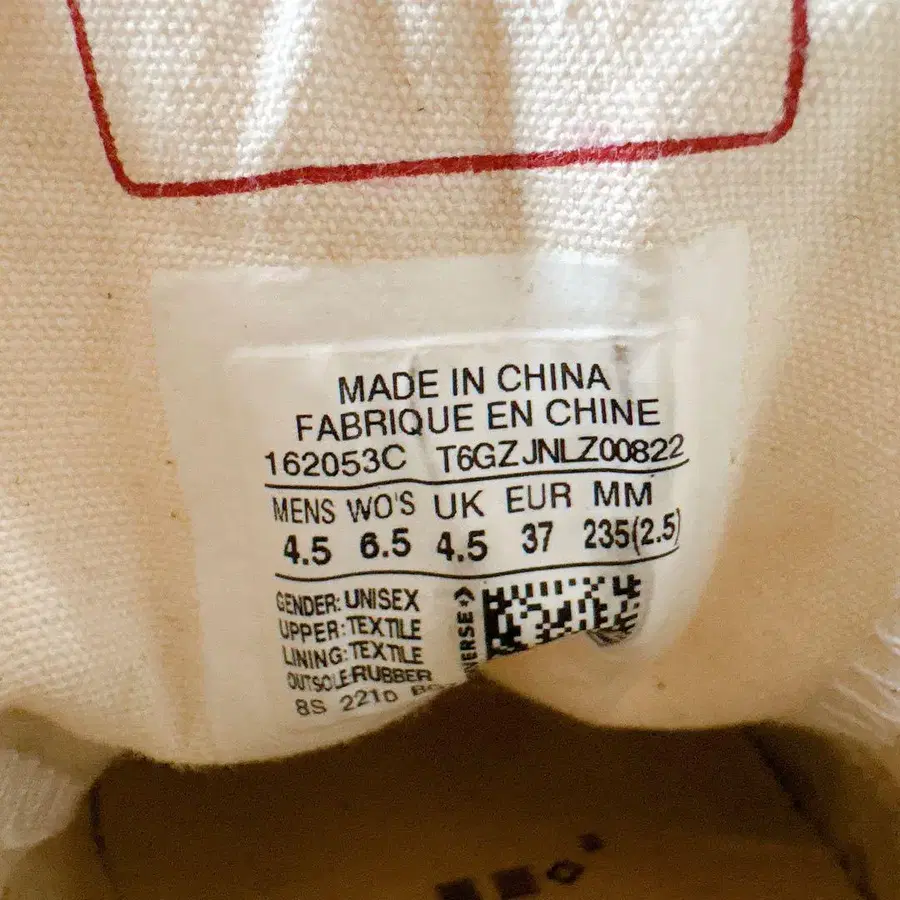 MADE IN CHINA
FABRIQUE EN CHINE
162053C T6GZJNLZ00822
MENS WO'S UK EUR MM
4.5 6.5 4.5 37 235(2.5)
GENDER: UNISEX
UPPER: TEXTILE
LINING: TEXTILE
OUTSOLE:RUBBER
8S